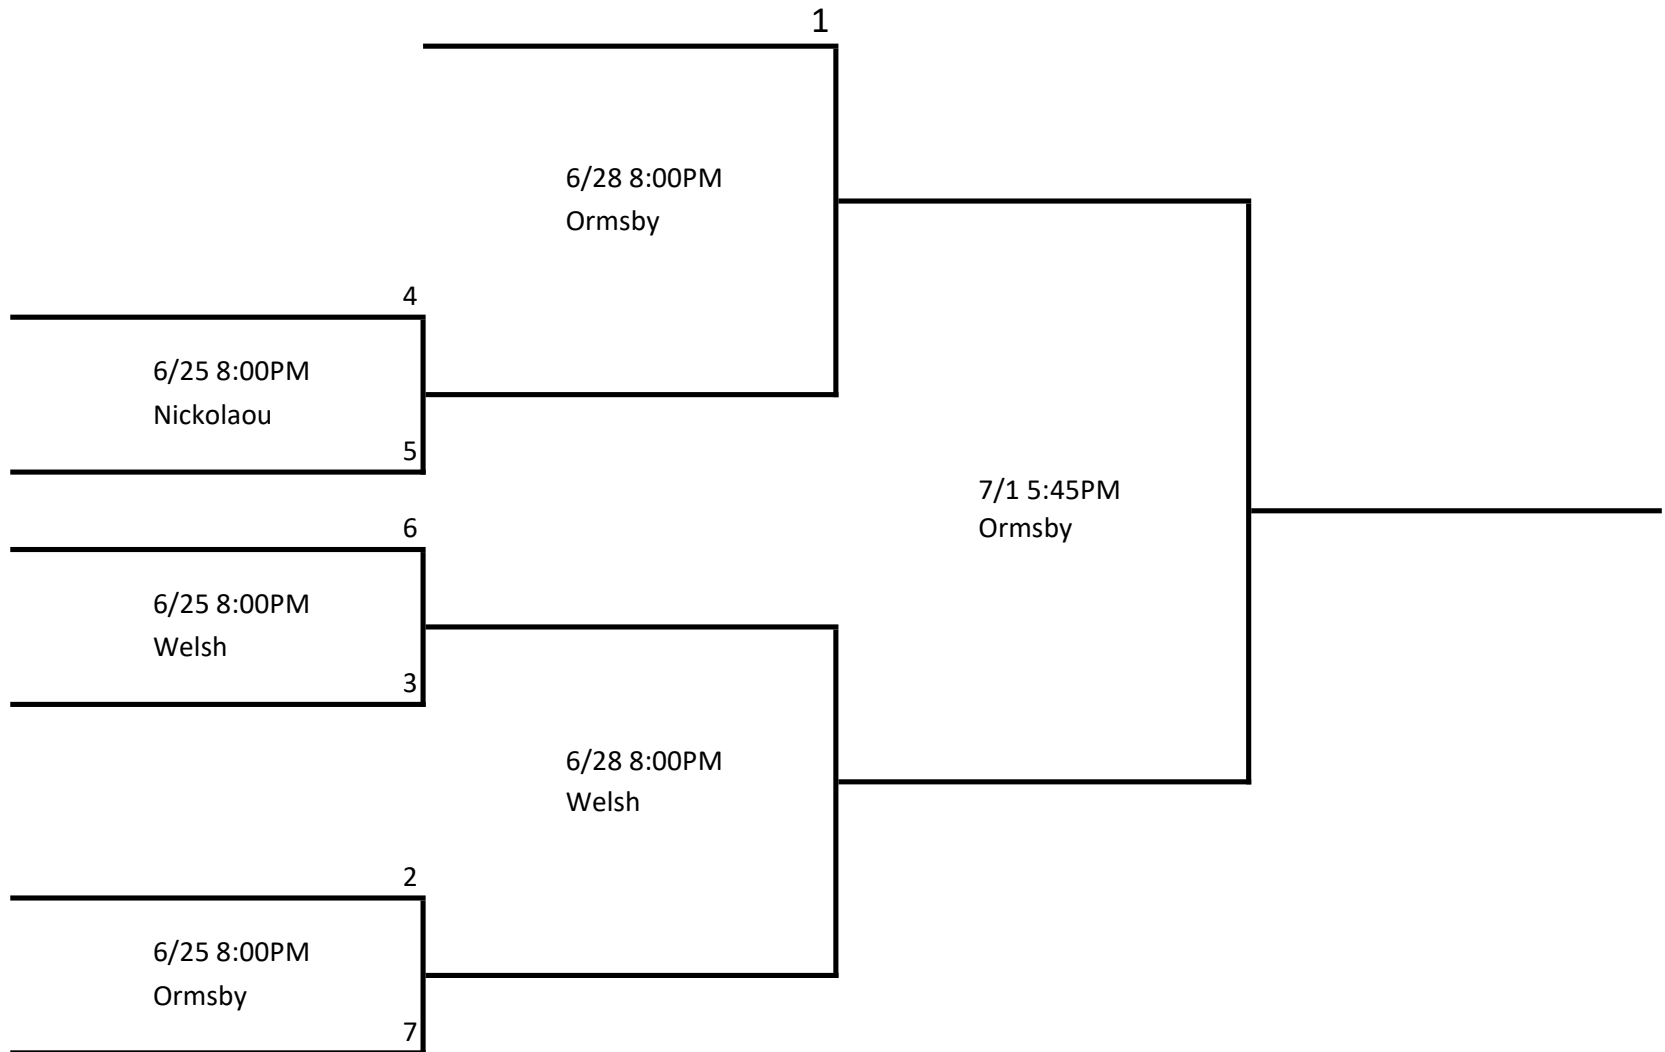 1
6/28 8:00PM
Ormsby
4
6/25 8:00PM
Nickolaou
5
7/1 5:45PM
Ormsby
6
6/25 8:00PM
Welsh
3
6/28 8:00PM
Welsh
2
6/25 8:00PM
Ormsby
7